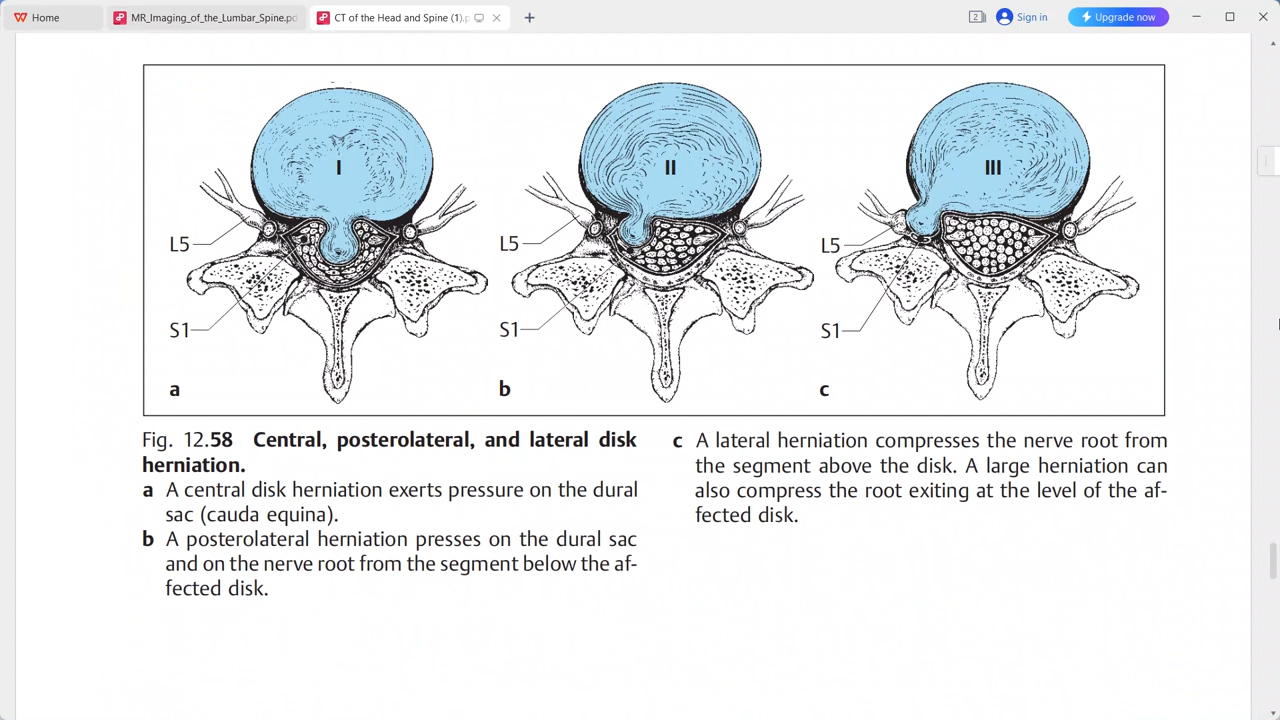 Home
MR_Imaging_of_the_Lumbar_Spine.pd
CT of the Head and Spine (1).p
2
Sign in
Upgrade now
I
II
III
L5
L5
L5
S1
S1
S1
a
b
c
Fig. 12.58 Central, posterolateral, and lateral disk
herniation.
a A central disk herniation exerts pressure on the dural
sac (cauda equina).
b A posterolateral herniation presses on the dural sac
and on the nerve root from the segment below the af-
fected disk.
c A lateral herniation compresses the nerve root from
the segment above the disk. A large herniation can
also compress the root exiting at the level of the af-
fected disk.